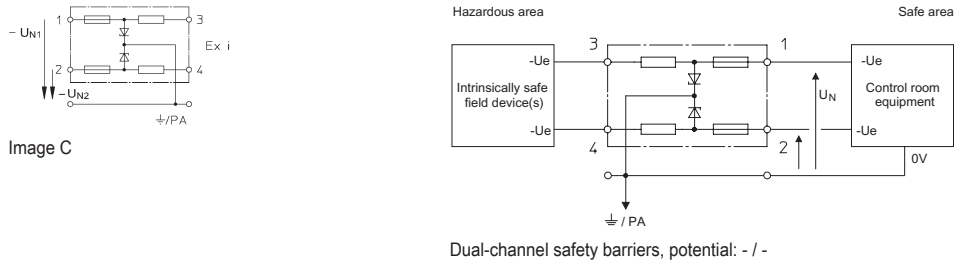 1
3
– UN1
Ex i
2
4
– UN2
⏚/PA
Image C
Hazardous area
Safe area
3
1
-Ue
-Ue
Intrinsically safe
field device(s)
UN
Control room
equipment
-Ue
-Ue
4
2
0V
⏚ / PA
Dual-channel safety barriers, potential: - / -